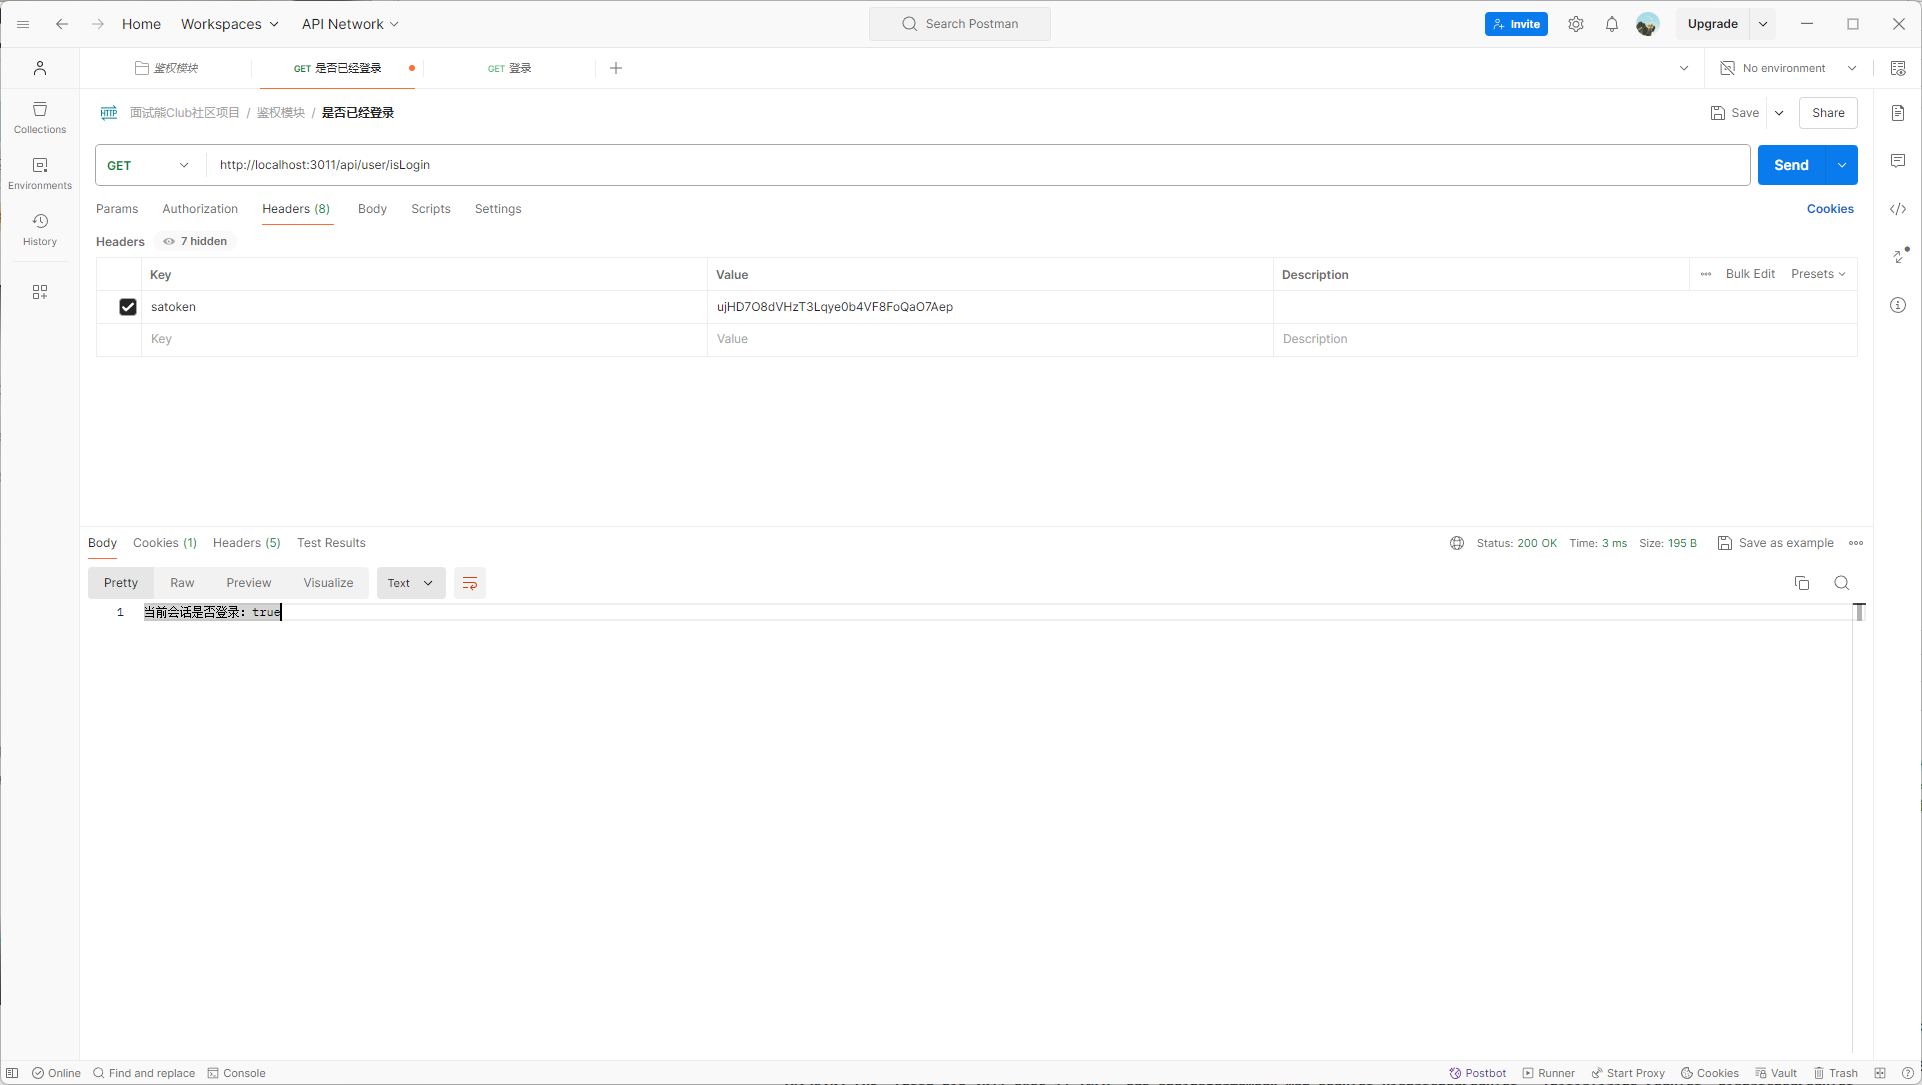 Home Workspaces API Network Search Postman Invite Upgrade
鉴权模块 GET 是否已经登录 GET 登录 No environment
HTTP 面试熊Club社区项目 / 鉴权模块 / 是否已经登录 Save Share
Collections
GET http://localhost:3011/api/user/isLogin Send
Environments
Params Authorization Headers (8) Body Scripts Settings Cookies
History
Headers 7 hidden
Key Value Description Bulk Edit Presets
satoken ujHD7O8dVHzT3Lqye0b4VF8FoQaO7Aep
Key Value Description
Body Cookies (1) Headers (5) Test Results Status: 200 OK Time: 3 ms Size: 195 B Save as example
Pretty Raw Preview Visualize Text
1 当前会话是否登录：true
Online Find and replace Console Postbot Runner Start Proxy Cookies Vault Trash